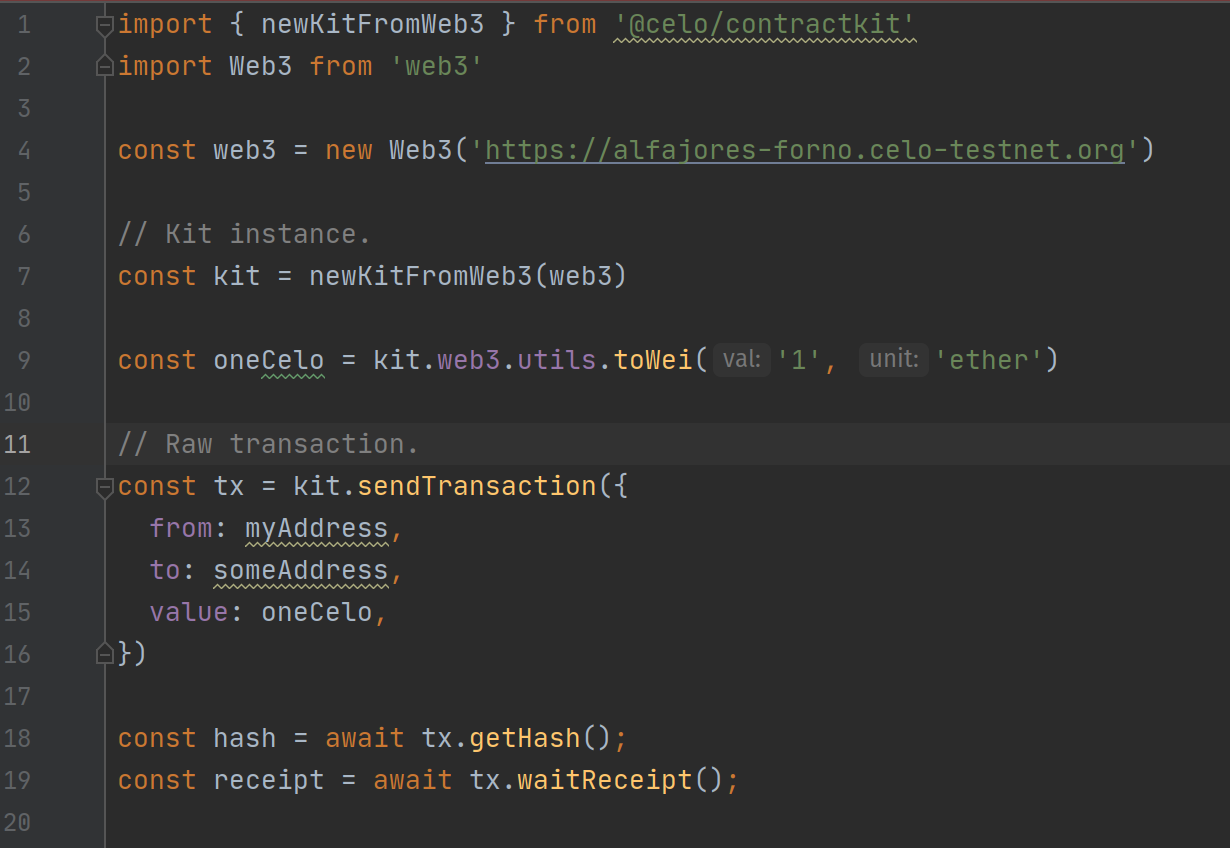 1 import { newKitFromWeb3 } from '@celo/contractkit'
2 import Web3 from 'web3'
3
4 const web3 = new Web3('https://alfajores-forno.celo-testnet.org')
5
6 // Kit instance.
7 const kit = newKitFromWeb3(web3)
8
9 const oneCelo = kit.web3.utils.toWei( val: '1', unit: 'ether')
10
11 // Raw transaction.
12 const tx = kit.sendTransaction({
13   from: myAddress,
14   to: someAddress,
15   value: oneCelo,
16 })
17
18 const hash = await tx.getHash();
19 const receipt = await tx.waitReceipt();
20